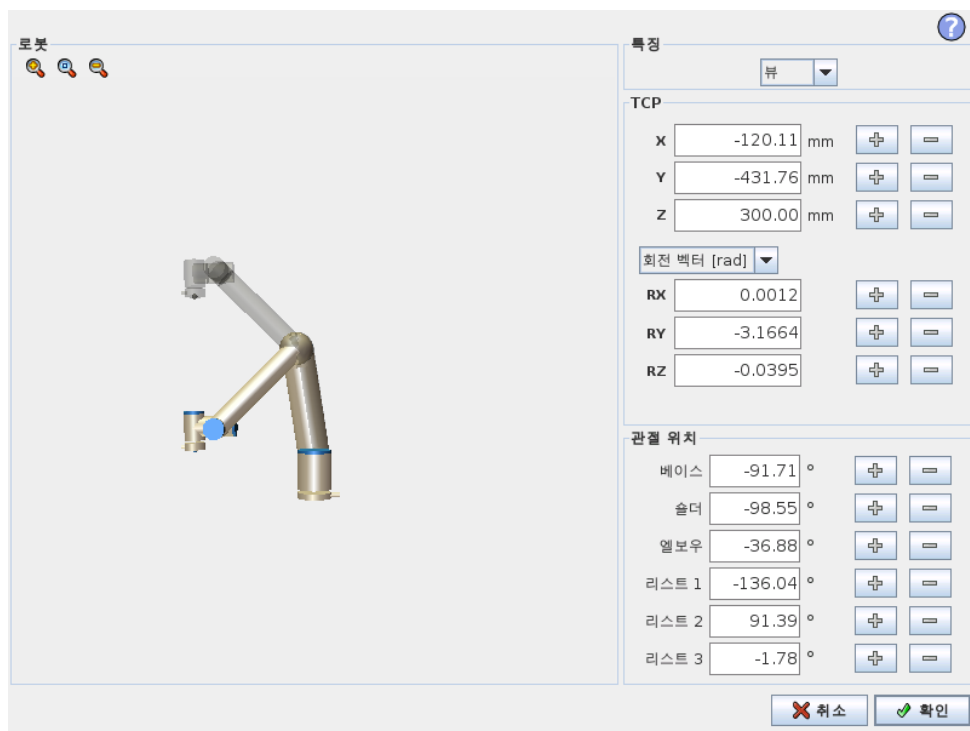 ?
로봇
특징
뷰
TCP
X -120.11 mm
Y -431.76 mm
Z 300.00 mm
회전 벡터 [rad]
RX 0.0012
RY -3.1664
RZ -0.0395
관절 위치
베이스 -91.71 °
숄더 -98.55 °
엘보우 -36.88 °
리스트 1 -136.04 °
리스트 2 91.39 °
리스트 3 -1.78 °
취소 확인